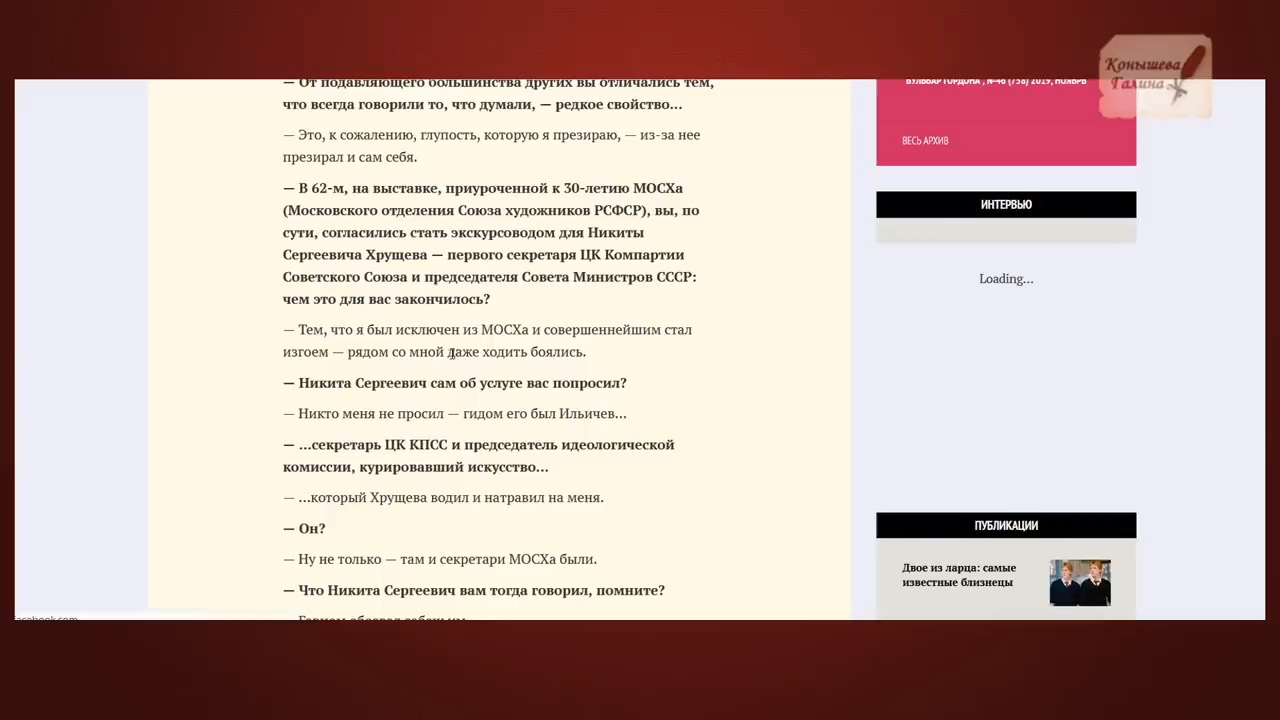 — От подавляющего большинства других вы отличались тем,
что всегда говорили то, что думали, — редкое свойство...
— Это, к сожалению, глупость, которую я презираю, — из-за нее
презирал и сам себя.
— В 62-м, на выставке, приуроченной к 30-летию МОСХа
(Московского отделения Союза художников РСФСР), вы, по
сути, согласились стать экскурсоводом для Никиты
Сергеевича Хрущева — первого секретаря ЦК Компартии
Советского Союза и председателя Совета Министров СССР:
чем это для вас закончилось?
— Тем, что я был исключен из МОСХа и совершеннейшим стал
изгоем — рядом со мной даже ходить боялись.
— Никита Сергеевич сам об услуге вас попросил?
— Никто меня не просил — гидом его был Ильичев...
— ...секретарь ЦК КПСС и председатель идеологической
комиссии, курировавший искусство...
— ...который Хрущева водил и натравил на меня.
— Он?
— Ну не только — там и секретари МОСХа были.
— Что Никита Сергеевич вам тогда говорил, помните?
Конышева
Галина
БУЛЬВАР ГОРДОНА , №46 (758) 2019, НОЯБРЬ
ВЕСЬ АРХИВ
ИНТЕРВЬЮ
Loading...
ПУБЛИКАЦИИ
Двое из ларца: самые
известные близнецы